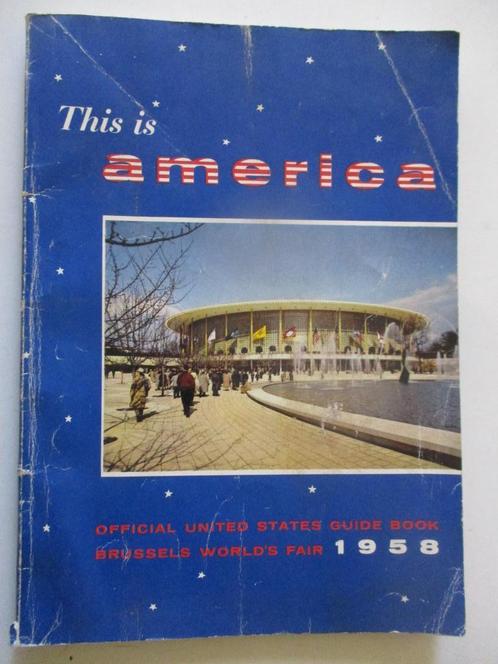 This is
america
OFFICIAL UNITED STATES GUIDE BOOK
BRUSSELS WORLD'S FAIR 1958